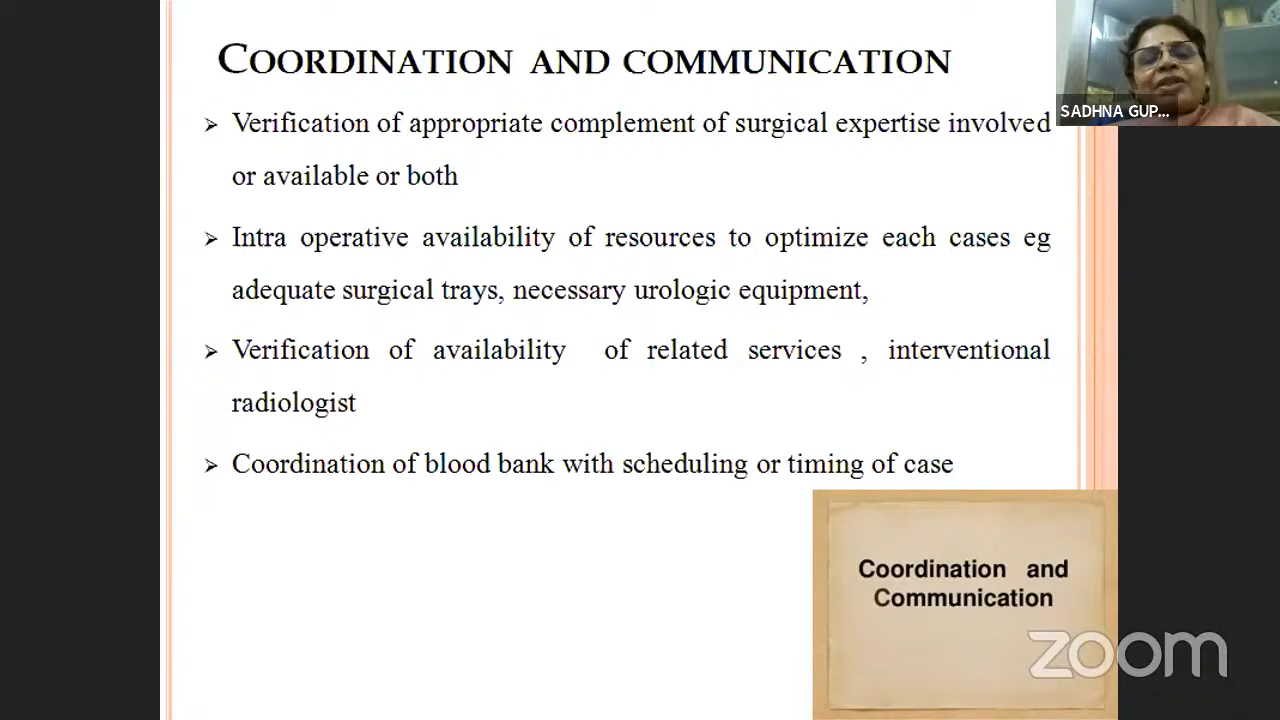 COORDINATION AND COMMUNICATION
➢ Verification of appropriate complement of surgical expertise involved
or available or both
➢ Intra operative availability of resources to optimize each cases eg
adequate surgical trays, necessary urologic equipment,
➢ Verification of availability of related services , interventional
radiologist
➢ Coordination of blood bank with scheduling or timing of case
SADHNA GUP...
Coordination and
Communication
zoom